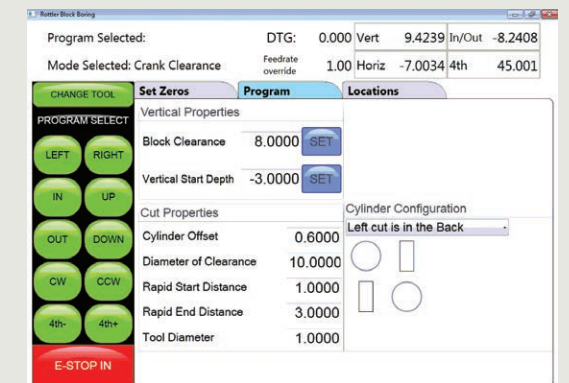 Rottler Block Boring
Program Selected: DTG: 0.000 Vert 9.4239 In/Out -8.2408
Mode Selected: Crank Clearance Feedrate override 1.00 Horiz -7.0034 4th 45.001
CHANGE TOOL Set Zeros Program Locations
PROGRAM SELECT Vertical Properties
LEFT RIGHT Block Clearance 8.0000 SET
Vertical Start Depth -3.0000 SET
IN UP
Cut Properties Cylinder Configuration
OUT DOWN Cylinder Offset 0.6000 Left cut is in the Back
Diameter of Clearance 10.0000
CW CCW Rapid Start Distance 1.0000
4th- 4th+ Rapid End Distance 3.0000
Tool Diameter 1.0000
E-STOP IN